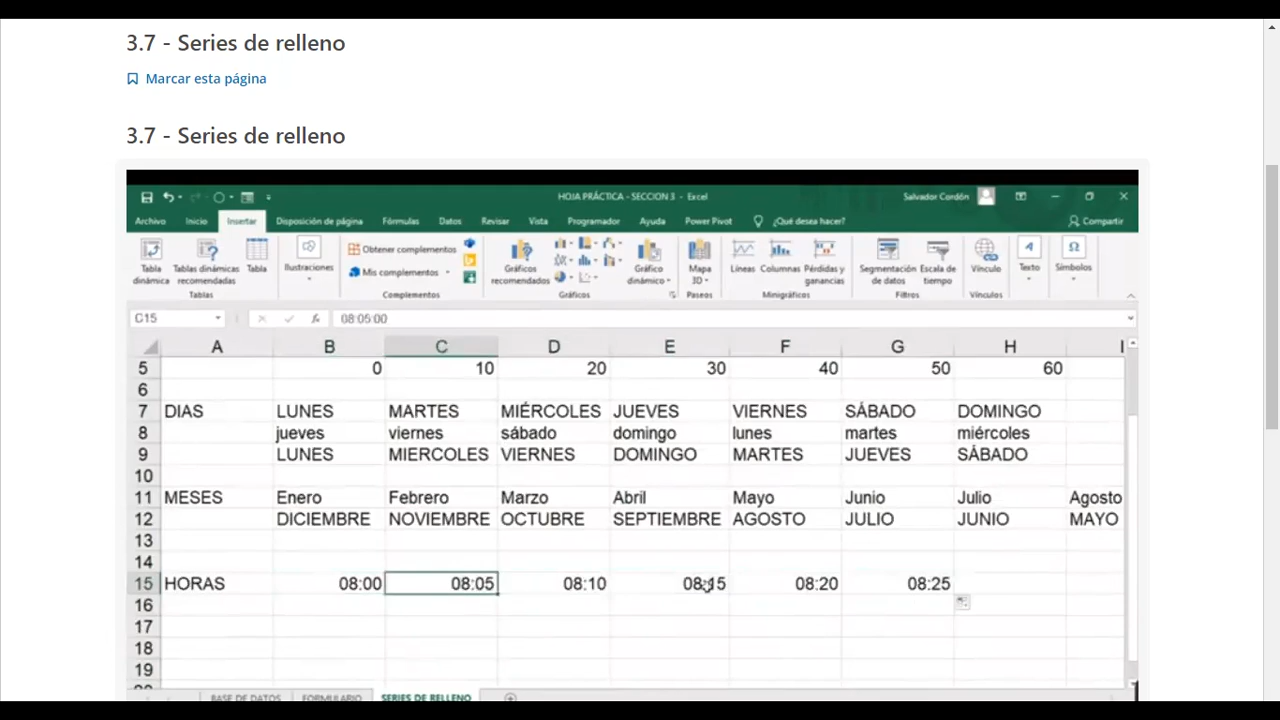 3.7 - Series de relleno
Marcar esta página
3.7 - Series de relleno
HOJA PRÁCTICA - SECCION 3 - Excel
Salvador Cordón
Archivo Inicio Insertar Disposición de página Fórmulas Datos Revisar Vista Programador Ayuda Power Pivot ¿Qué desea hacer? Compartir
Tabla dinámica
Tablas dinámicas recomendadas
Tabla
Tablas
Ilustraciones
Obtener complementos
Mis complementos
Complementos
Gráficos recomendados
Gráfico dinámico
Gráficos
Mapa 3D
Paseos
Líneas
Columnas
Pérdidas y ganancias
Minigráficos
Segmentación de datos
Escala de tiempo
Filtros
Vínculo
Vínculos
Texto
Símbolos
C15 fx 08:05:00
A B C D E F G H I
5 0 10 20 30 40 50 60
6
7 DIAS LUNES MARTES MIÉRCOLES JUEVES VIERNES SÁBADO DOMINGO
8 jueves viernes sábado domingo lunes martes miércoles
9 LUNES MIERCOLES VIERNES DOMINGO MARTES JUEVES SÁBADO
10
11 MESES Enero Febrero Marzo Abril Mayo Junio Julio Agosto
12 DICIEMBRE NOVIEMBRE OCTUBRE SEPTIEMBRE AGOSTO JULIO JUNIO MAYO
13
14
15 HORAS 08:00 08:05 08:10 08:15 08:20 08:25
16
17
18
19
BASE DE DATOS FORMULARIO SERIES DE RELLENO